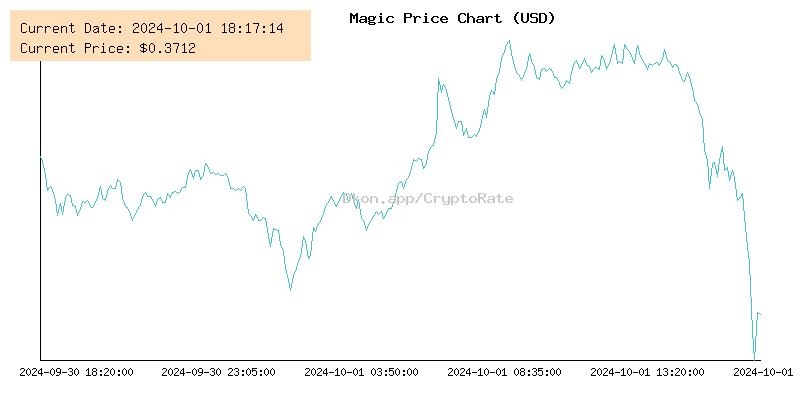 Magic Price Chart (USD)
Current Date: 2024-10-01 18:17:14
Current Price: $0.3712
Dkon.app/CryptoRate
2024-09-30 18:20:00 2024-09-30 23:05:00 2024-10-01 03:50:00 2024-10-01 08:35:00 2024-10-01 13:20:00 2024-10-01